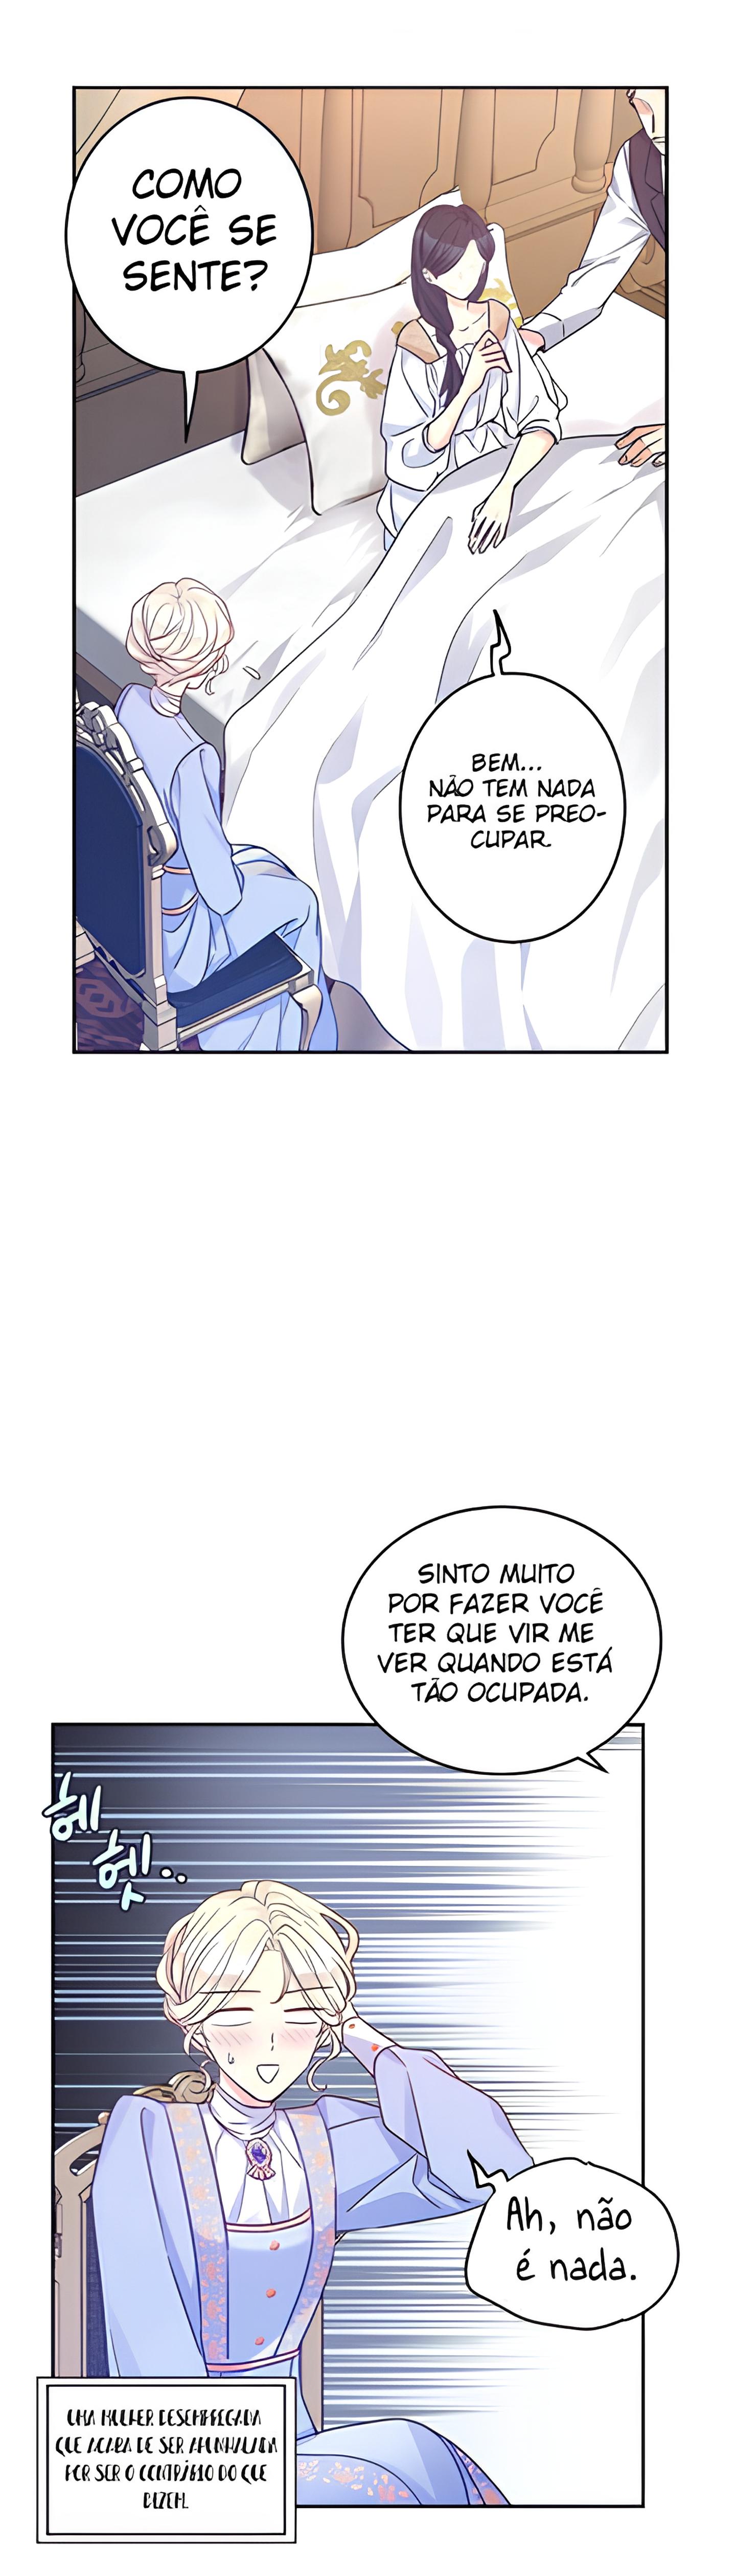 COMO
VOCÊ SE
SENTE?
BEM...
NÃO TEM NADA
PARA SE PREO-
CUPAR.
SINTO MUITO
POR FAZER VOCÊ
TER QUE VIR ME
VER QUANDO ESTÁ
TÃO OCUPADA.
헤
헷..
Ah, não
é nada.
UMA MULHER DESEMPREGADA
QUE ACABA DE SER APUNHALADA
POR SER O CONTRÁRIO DO QUE
DIZEM.